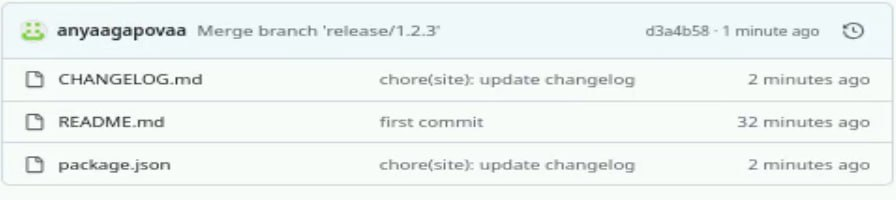 anyaagapovaa Merge branch 'release/1.2.3' d3a4b58 · 1 minute ago
CHANGELOG.md chore(site): update changelog 2 minutes ago
README.md first commit 32 minutes ago
package.json chore(site): update changelog 2 minutes ago